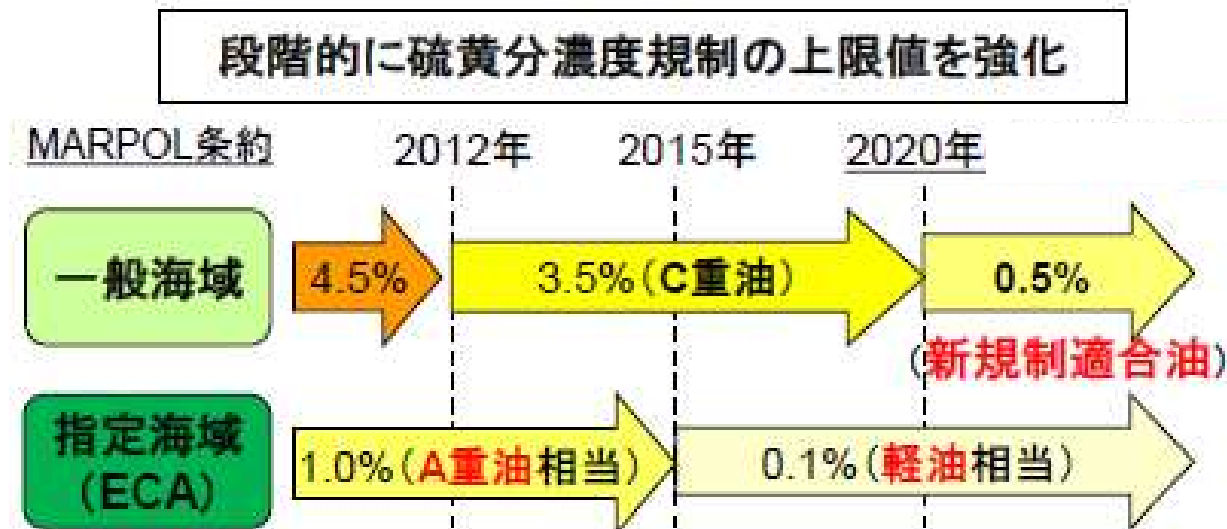 段階的に硫黄分濃度規制の上限値を強化
MARPOL条約 2012年 2015年 2020年
一般海域 4.5% 3.5%(C重油) 0.5%
(新規制適合油)
指定海域
(ECA)
1.0%(A重油相当) 0.1%(軽油相当)